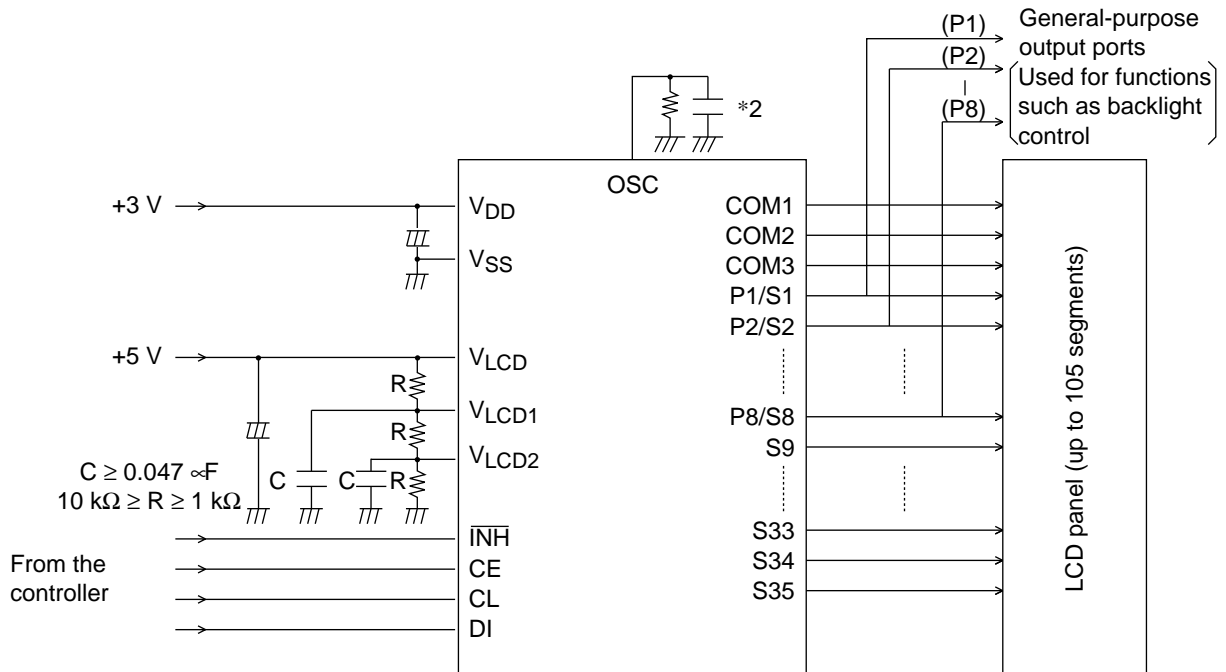 (P1)
General-purpose
output ports
(P2)
Used for functions
such as backlight
control
(P8)
*2
OSC
+3 V
VDD
VSS
COM1
COM2
COM3
P1/S1
P2/S2
+5 V
VLCD
R
VLCD1
R
VLCD2
C
C
R
C ≥ 0.047 ∝F
10 kΩ ≥ R ≥ 1 kΩ
P8/S8
S9
S33
S34
S35
LCD panel (up to 105 segments)
From the
controller
INH
CE
CL
DI